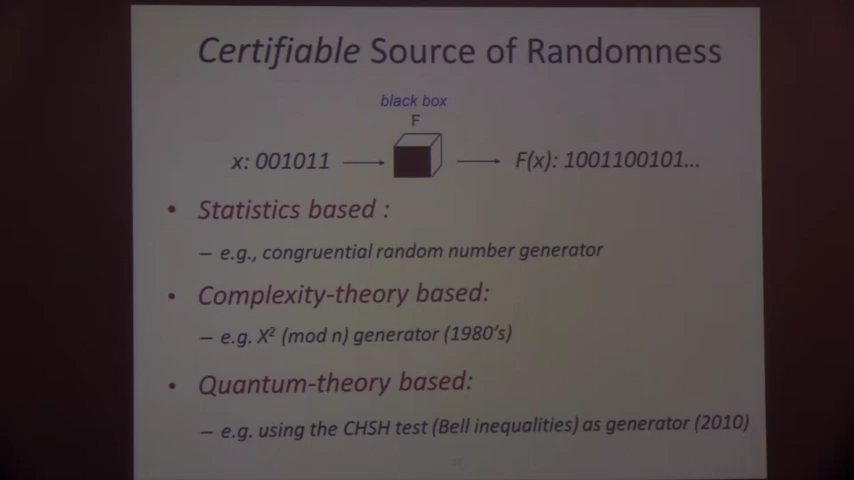 Certifiable Source of Randomness
black box
F
x: 001011
F(x): 1001100101...
• Statistics based :
– e.g., congruential random number generator
• Complexity-theory based:
– e.g. X² (mod n) generator (1980's)
• Quantum-theory based:
– e.g. using the CHSH test (Bell inequalities) as generator (2010)